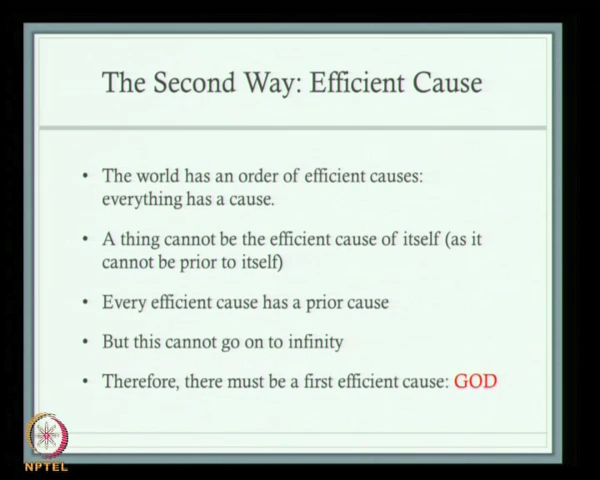 The Second Way: Efficient Cause
• The world has an order of efficient causes:
everything has a cause.
• A thing cannot be the efficient cause of itself (as it
cannot be prior to itself)
• Every efficient cause has a prior cause
• But this cannot go on to infinity
• Therefore, there must be a first efficient cause: GOD
NPTEL